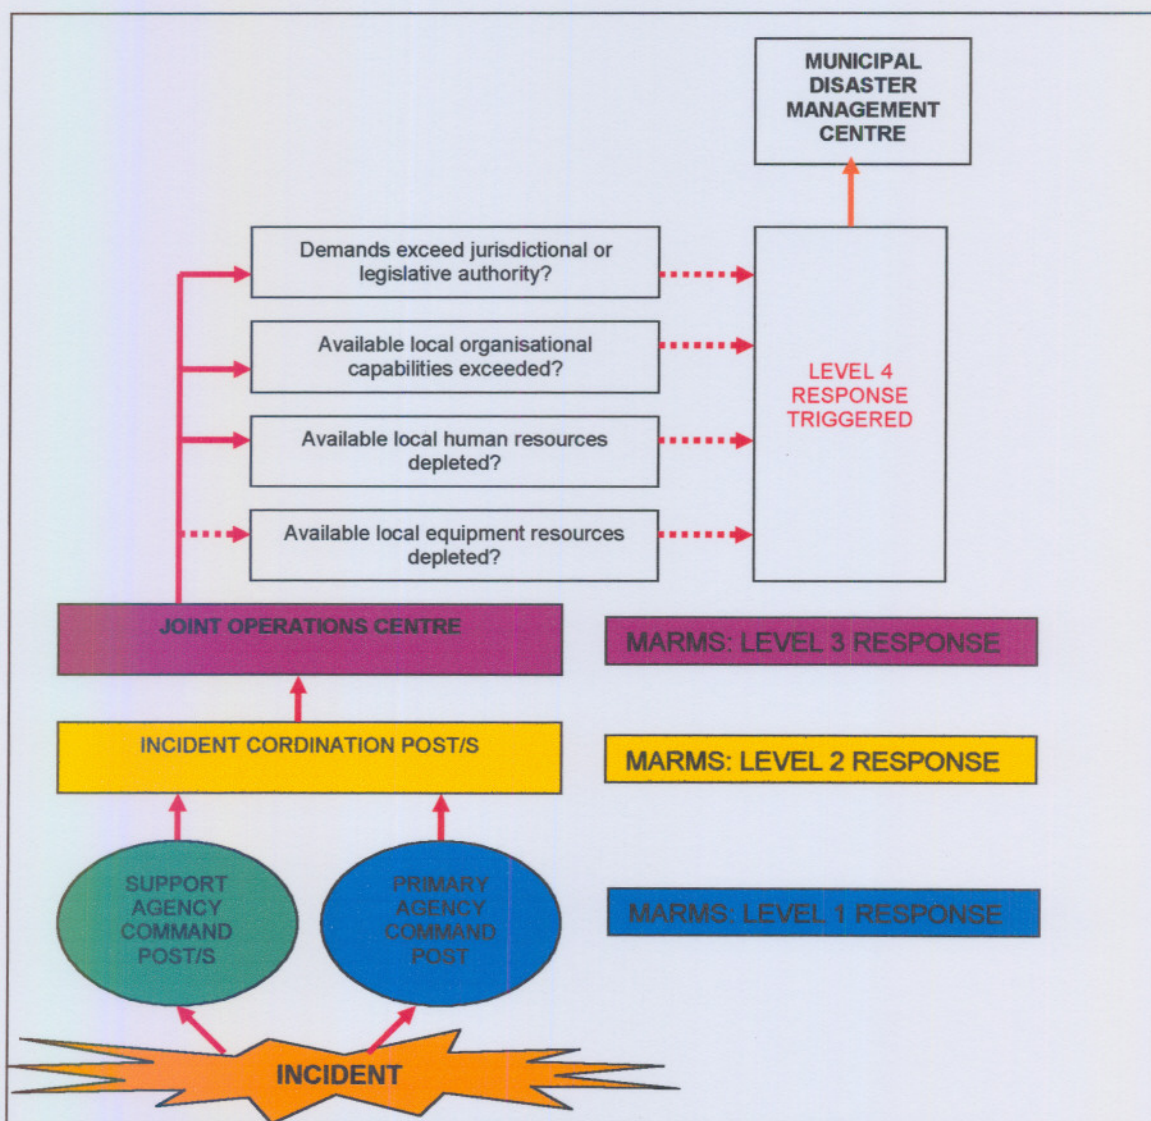 MUNICIPAL
DISASTER
MANAGEMENT
CENTRE
Demands exceed jurisdictional or
legislative authority?
Available local organisational
capabilities exceeded?
Available local human resources
depleted?
Available local equipment resources
depleted?
LEVEL 4
RESPONSE
TRIGGERED
JOINT OPERATIONS CENTRE
MARMS: LEVEL 3 RESPONSE
INCIDENT CORDINATION POST/S
MARMS: LEVEL 2 RESPONSE
SUPPORT
AGENCY
COMMAND
POST/S
PRIMARY
AGENCY
COMMAND
POST
MARMS: LEVEL 1 RESPONSE
INCIDENT